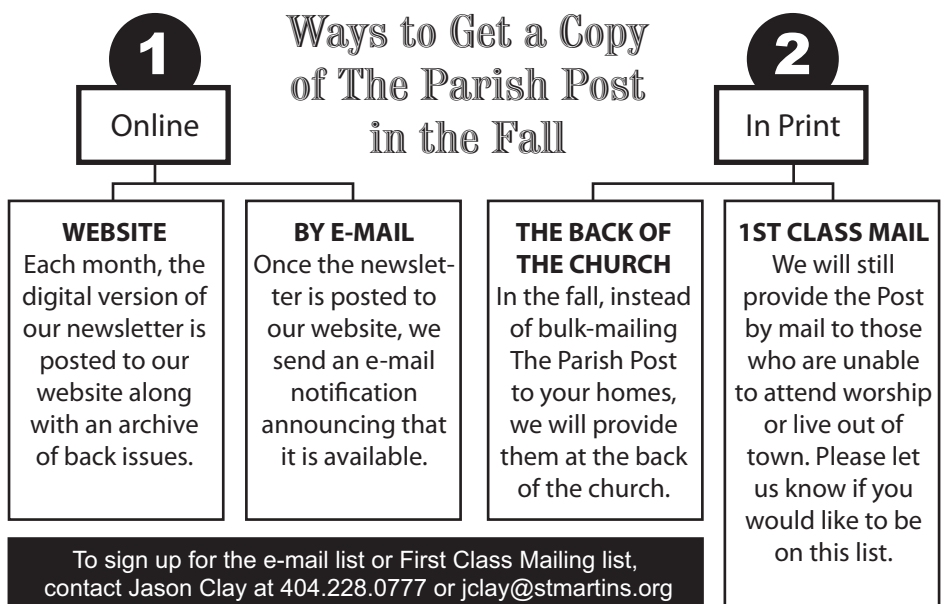 1
Ways to Get a Copy
of The Parish Post
in the Fall
2
Online
In Print
WEBSITE
Each month, the
digital version of
our newsletter is
posted to our
website along
with an archive
of back issues.
BY E-MAIL
Once the newslet-
ter is posted to
our website, we
send an e-mail
notification
announcing that
it is available.
THE BACK OF
THE CHURCH
In the fall, instead
of bulk-mailing
The Parish Post
to your homes,
we will provide
them at the back
of the church.
1ST CLASS MAIL
We will still
provide the Post
by mail to those
who are unable
to attend worship
or live out of
town. Please let
us know if you
would like to be
on this list.
To sign up for the e-mail list or First Class Mailing list,
contact Jason Clay at 404.228.0777 or jclay@stmartins.org